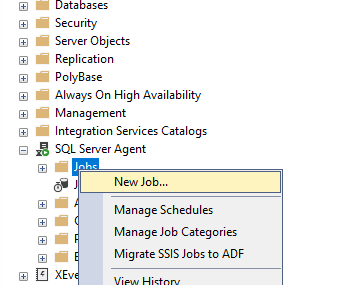 Databases
Security
Server Objects
Replication
PolyBase
Always On High Availability
Management
Integration Services Catalogs
SQL Server Agent
Jobs
New Job...
Manage Schedules
Manage Job Categories
Migrate SSIS Jobs to ADF
View History